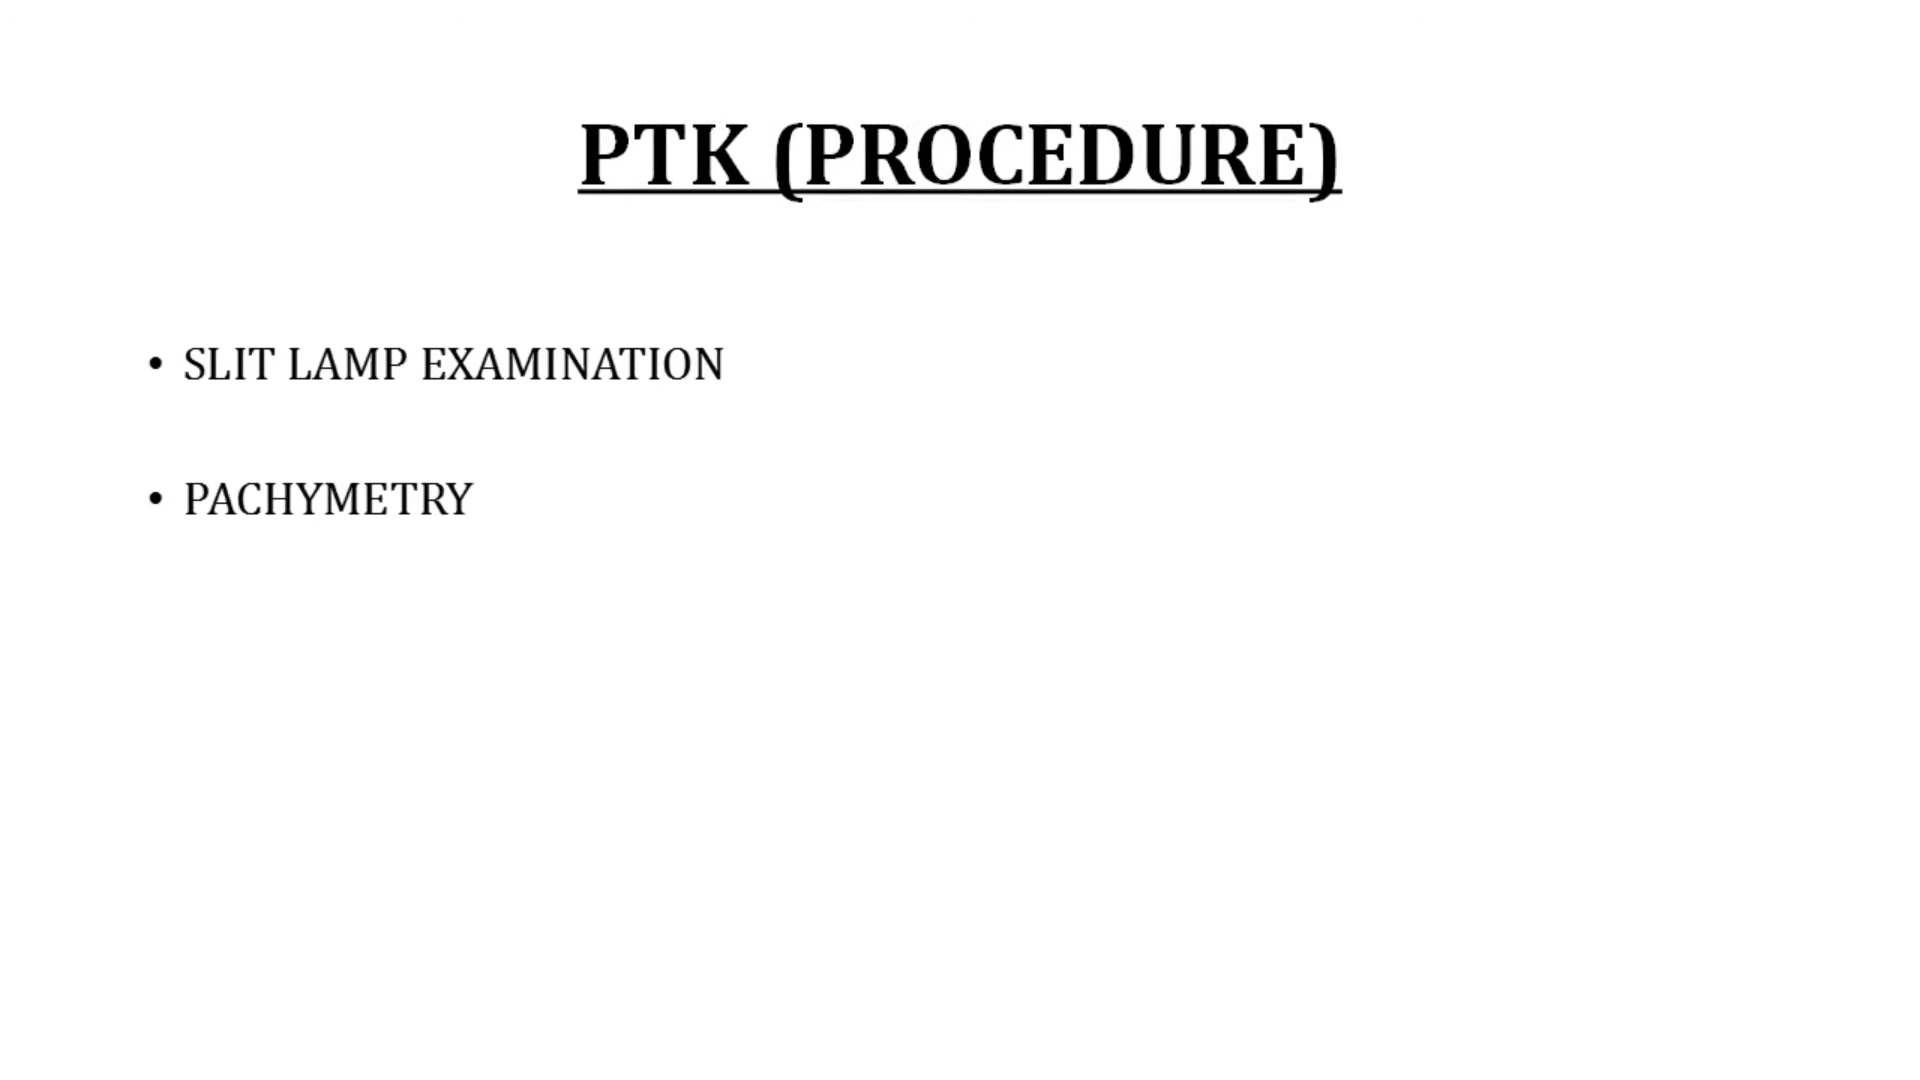 PTK (PROCEDURE)
• SLIT LAMP EXAMINATION
• PACHYMETRY